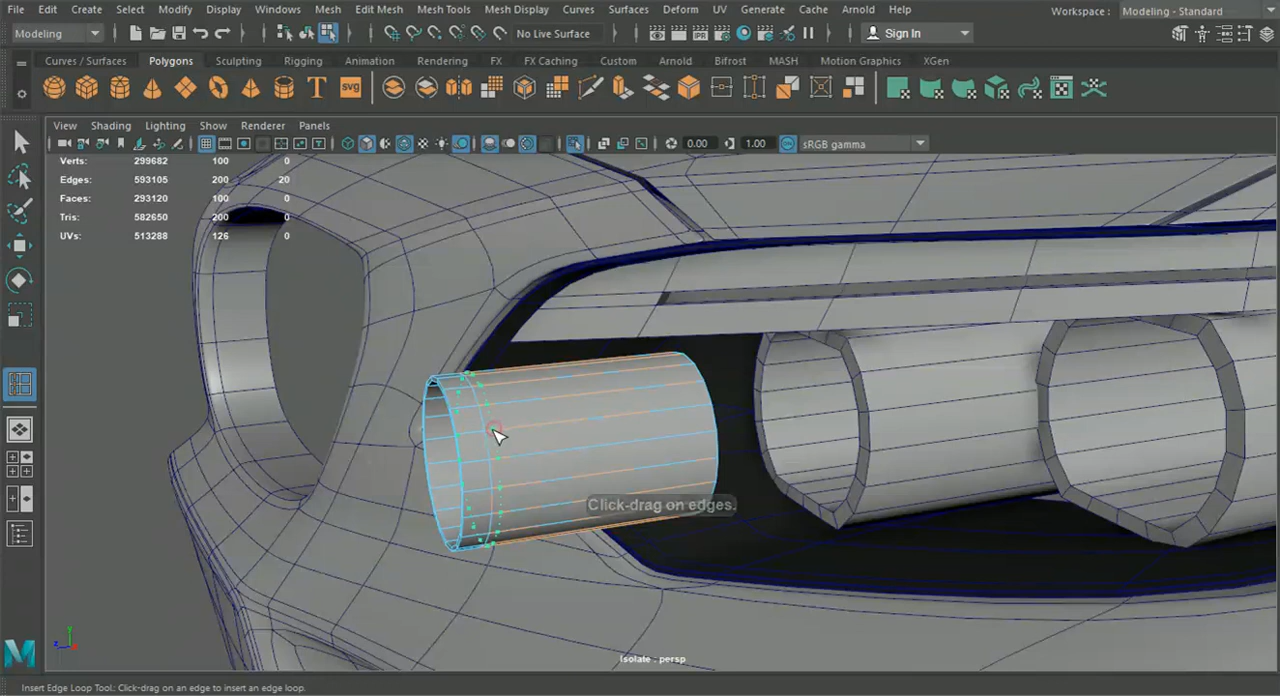 File Edit Create Select Modify Display Windows Mesh Edit Mesh Mesh Tools Mesh Display Curves Surfaces Deform UV Generate Cache Arnold Help Workspace : Modeling - Standard
Modeling No Live Surface Sign In
Curves / Surfaces Polygons Sculpting Rigging Animation Rendering FX FX Caching Custom Arnold Bifrost MASH Motion Graphics XGen
T svg
View Shading Lighting Show Renderer Panels
0.00 1.00 sRGB gamma
Verts: 299682 100 0
Edges: 593105 200 20
Faces: 293120 100 0
Tris: 582650 200 0
UVs: 513288 126 0
Click-drag on edges.
Isolate : persp
M
Insert Edge Loop Tool: Click-drag on an edge to insert an edge loop.